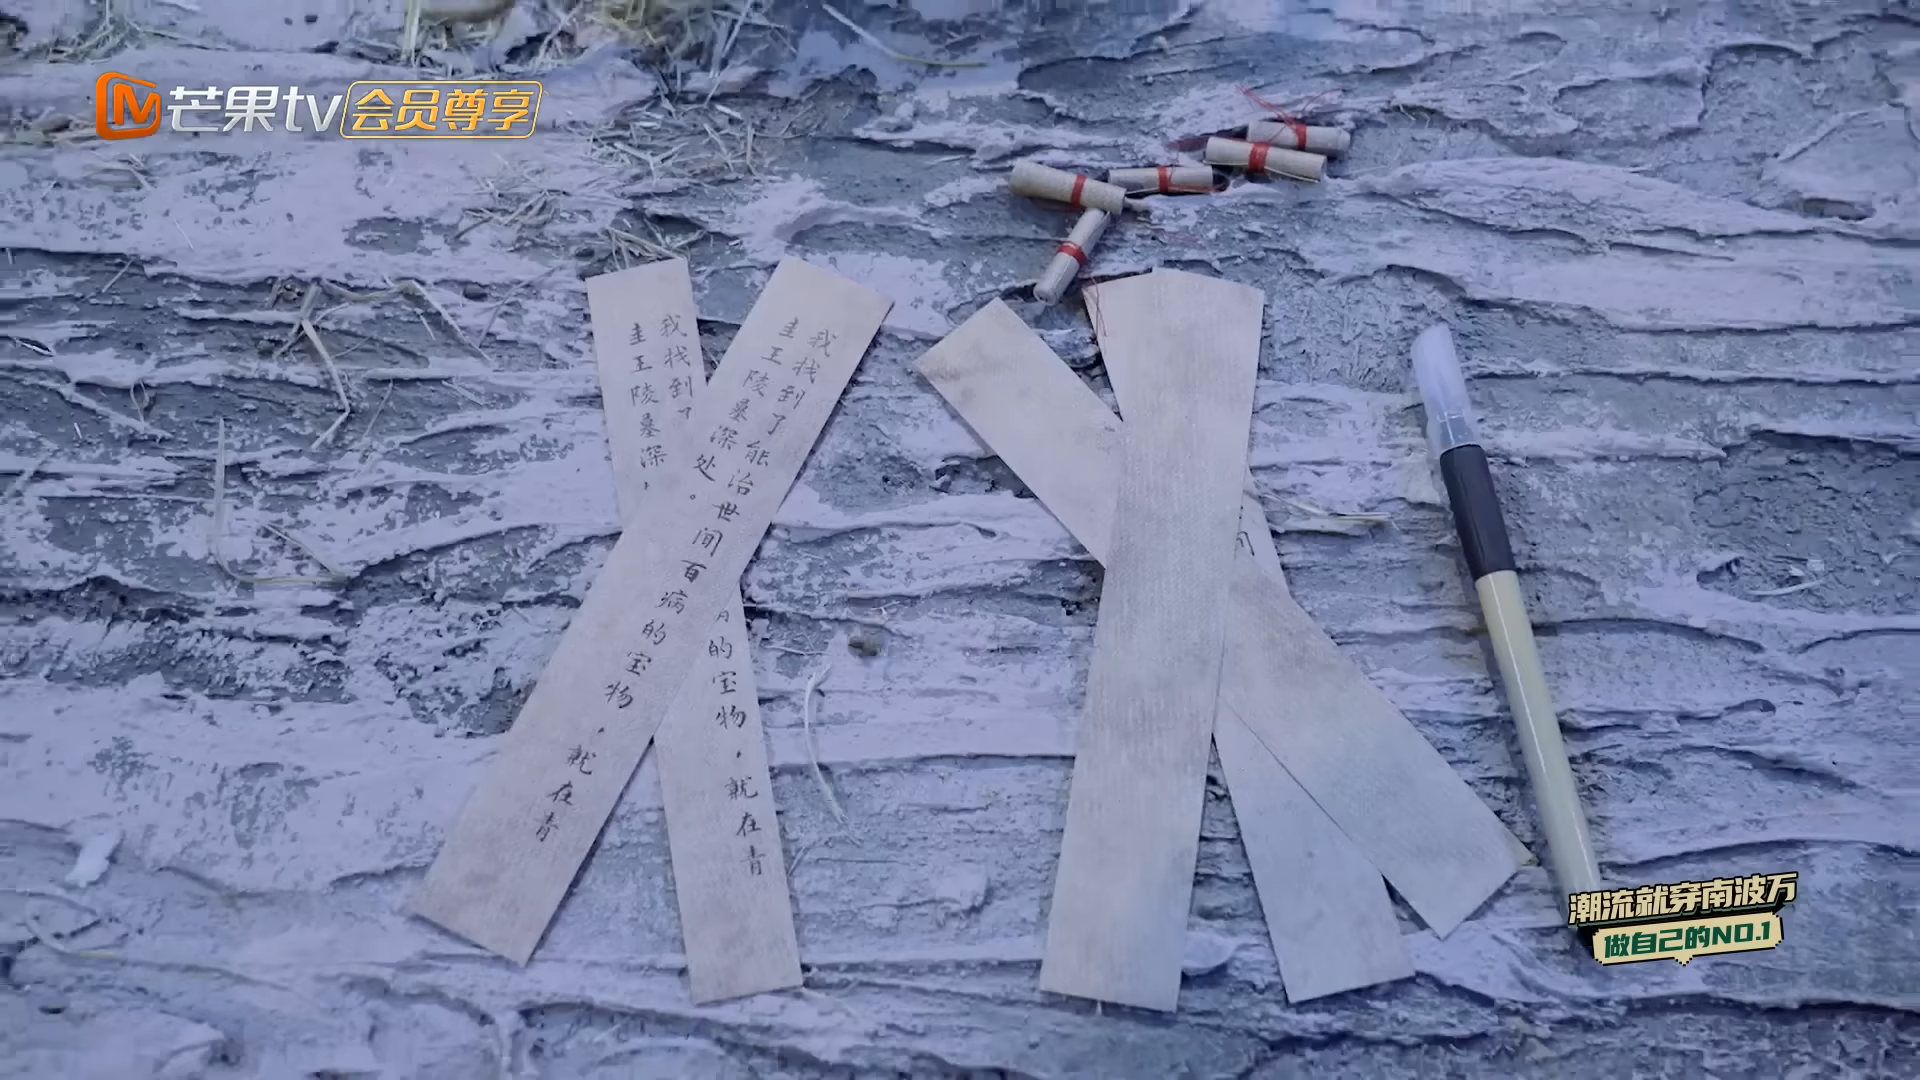 芒果tv会员尊享
我找到了能治世间百病的宝物，就在青
圭王陵墓深处。
我找到了
的宝物，就在青
圭王陵墓深
间
潮流就穿南波万
做自己的NO.1